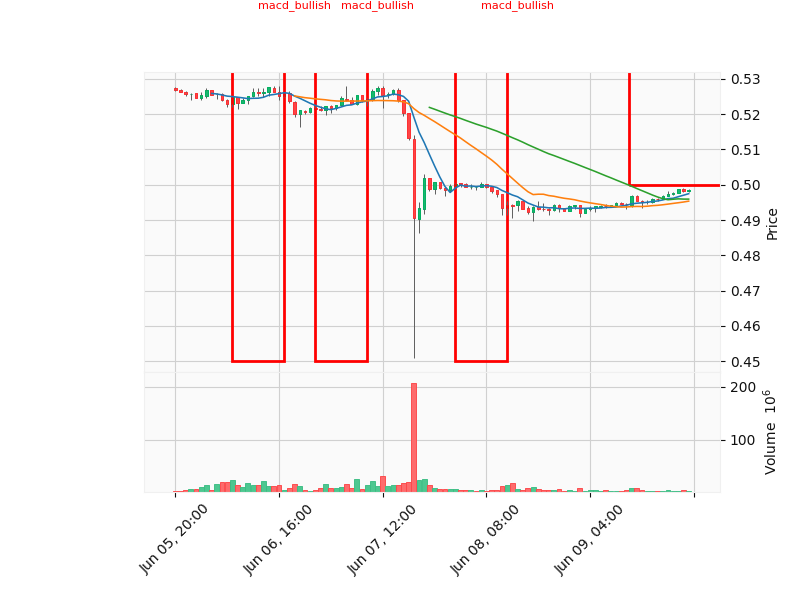 macd_bullish macd_bullish macd_bullish
0.53
0.52
0.51
0.50
0.49
0.48
0.47
0.46
0.45
Price
200
100
Volume 10^6
Jun 05, 20:00
Jun 06, 16:00
Jun 07, 12:00
Jun 08, 08:00
Jun 09, 04:00